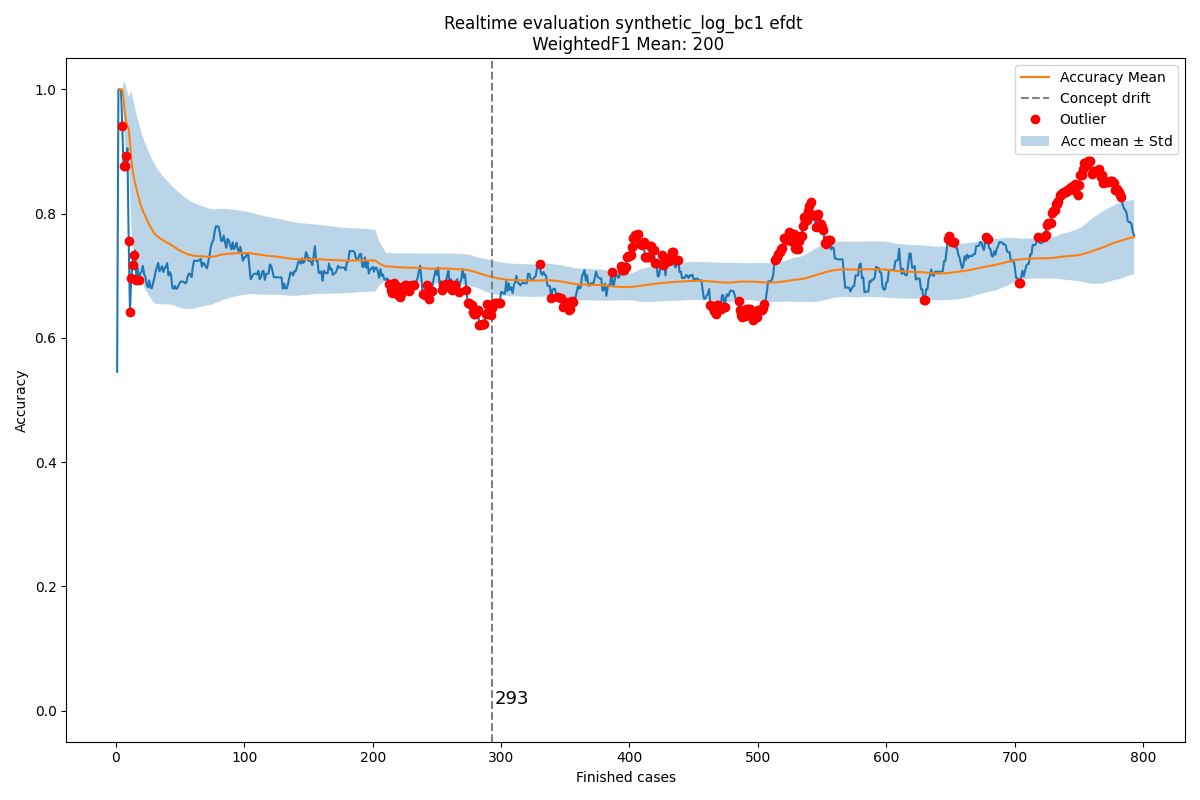 Realtime evaluation synthetic_log_bc1 efdt
WeightedF1 Mean: 200
Accuracy Mean
Concept drift
Outlier
Acc mean ± Std
1.0
0.8
0.6
0.4
0.2
0.0
Accuracy
293
0
100
200
300
400
500
600
700
800
Finished cases